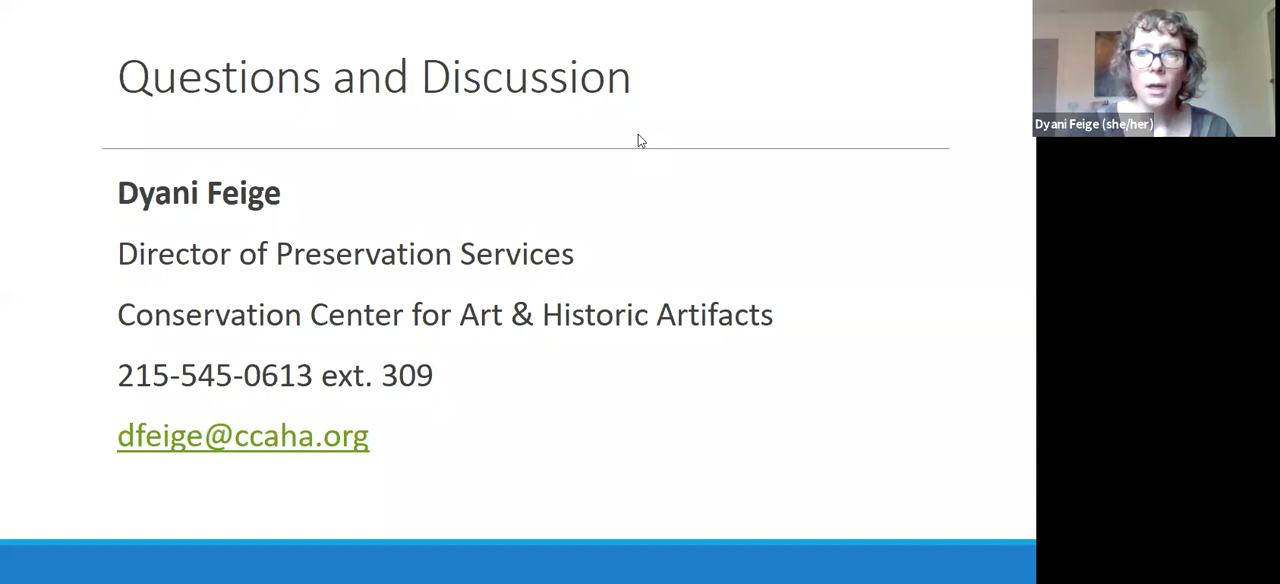 Questions and Discussion
Dyani Feige (she/her)
Dyani Feige
Director of Preservation Services
Conservation Center for Art & Historic Artifacts
215-545-0613 ext. 309
dfeige@ccaha.org